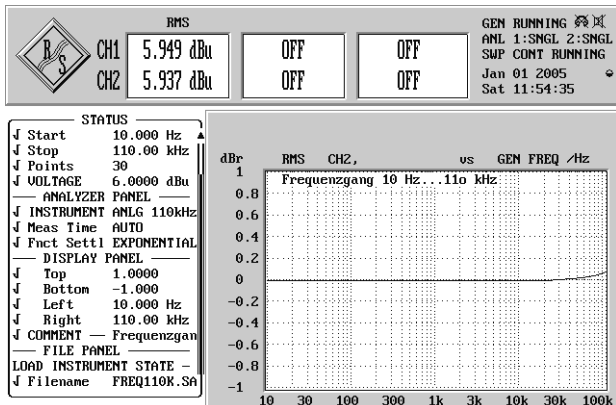 RMS
R
S
CH1 5.949 dBu OFF OFF
CH2 5.937 dBu OFF OFF
GEN RUNNING
ANL 1:SNGL 2:SNGL
SWP CONT RUNNING
Jan 01 2005
Sat 11:54:35
STATUS
√ Start 10.000 Hz
√ Stop 110.00 kHz
√ Points 30
√ VOLTAGE 6.0000 dBu
ANALYZER PANEL
√ INSTRUMENT ANLG 110kHz
√ Meas Time AUTO
√ Fnct Settl EXPONENTIAL
DISPLAY PANEL
√ Top 1.0000
√ Bottom -1.000
√ Left 10.000 Hz
√ Right 110.00 kHz
√ COMMENT — Frequenzgan
FILE PANEL
LOAD INSTRUMENT STATE -
√ Filename FREQ110K.SA
dBr RMS CH2, vs GEN FREQ /Hz
Frequenzgang 10 Hz...11o kHz
1
0.8
0.6
0.4
0.2
0
-0.2
-0.4
-0.6
-0.8
-1
10 30 100 300 1k 3k 10k 30k 100k